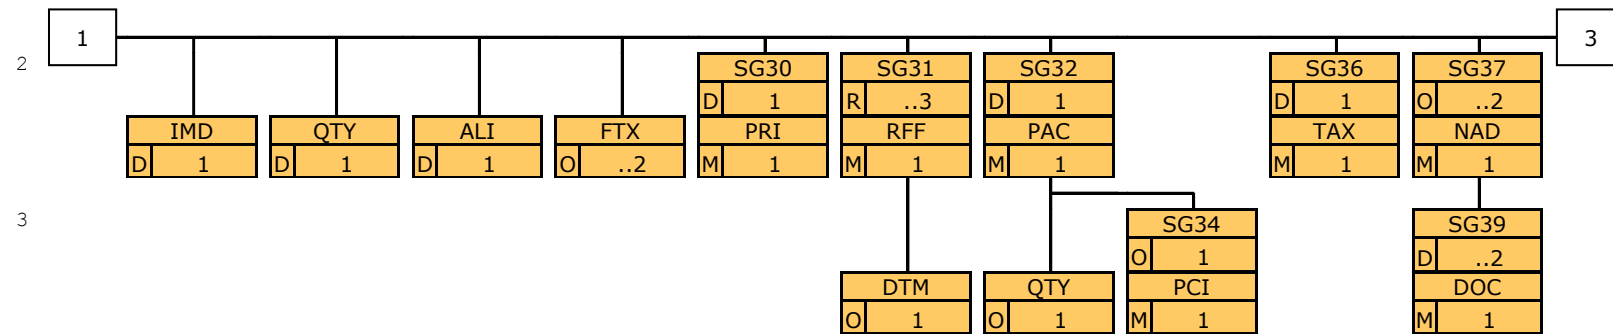 1 3
2 SG30 SG31 SG32 SG36 SG37
D 1 R ..3 D 1 D 1 O ..2
IMD QTY ALI FTX PRI RFF PAC TAX NAD
D 1 D 1 D 1 O ..2 M 1 M 1 M 1 M 1 M 1
3 SG34 SG39
O 1 D ..2
DTM QTY PCI DOC
O 1 O 1 M 1 M 1